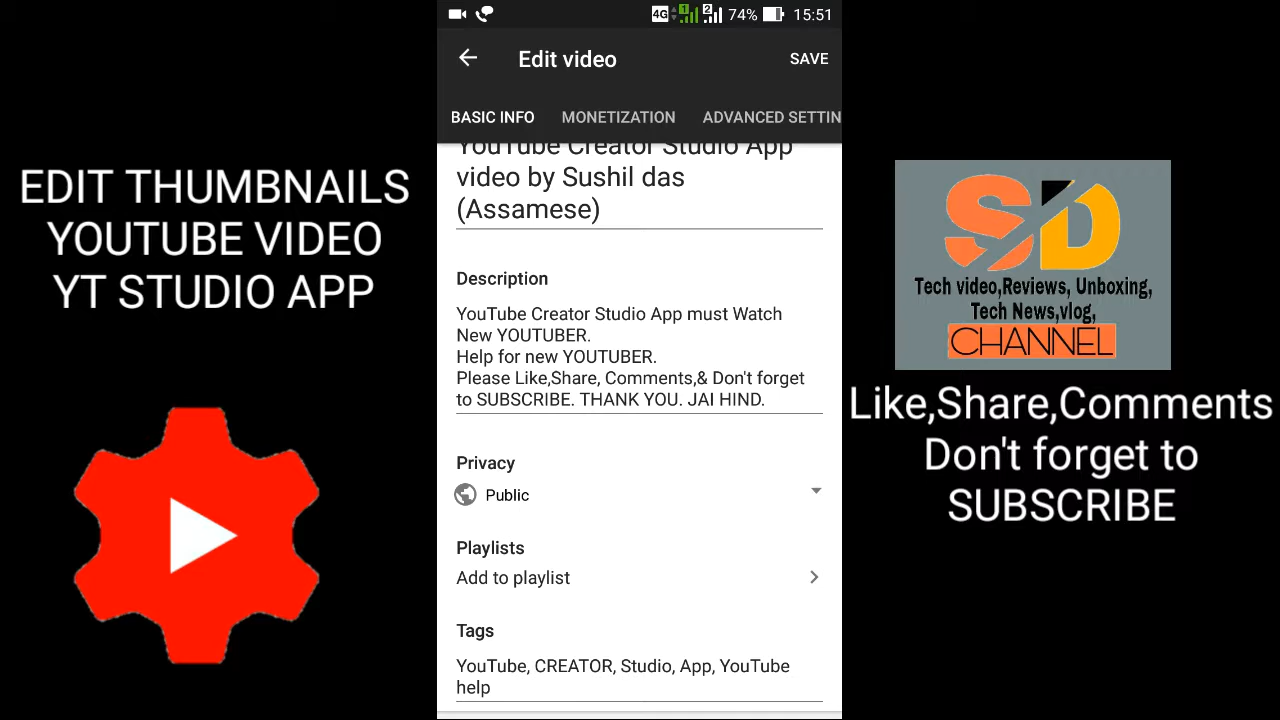 EDIT THUMBNAILS
YOUTUBE VIDEO
YT STUDIO APP
4G 1 2 74% 15:51
Edit video
SAVE
BASIC INFO MONETIZATION ADVANCED SETTIN
YouTube Creator Studio App
video by Sushil das
(Assamese)
Description
YouTube Creator Studio App must Watch
New YOUTUBER.
Help for new YOUTUBER.
Please Like,Share, Comments,& Don't forget
to SUBSCRIBE. THANK YOU. JAI HIND.
Privacy
Public
Playlists
Add to playlist
Tags
YouTube, CREATOR, Studio, App, YouTube
help
SD
Tech video,Reviews, Unboxing,
Tech News,vlog,
CHANNEL
Like,Share,Comments
Don't forget to
SUBSCRIBE